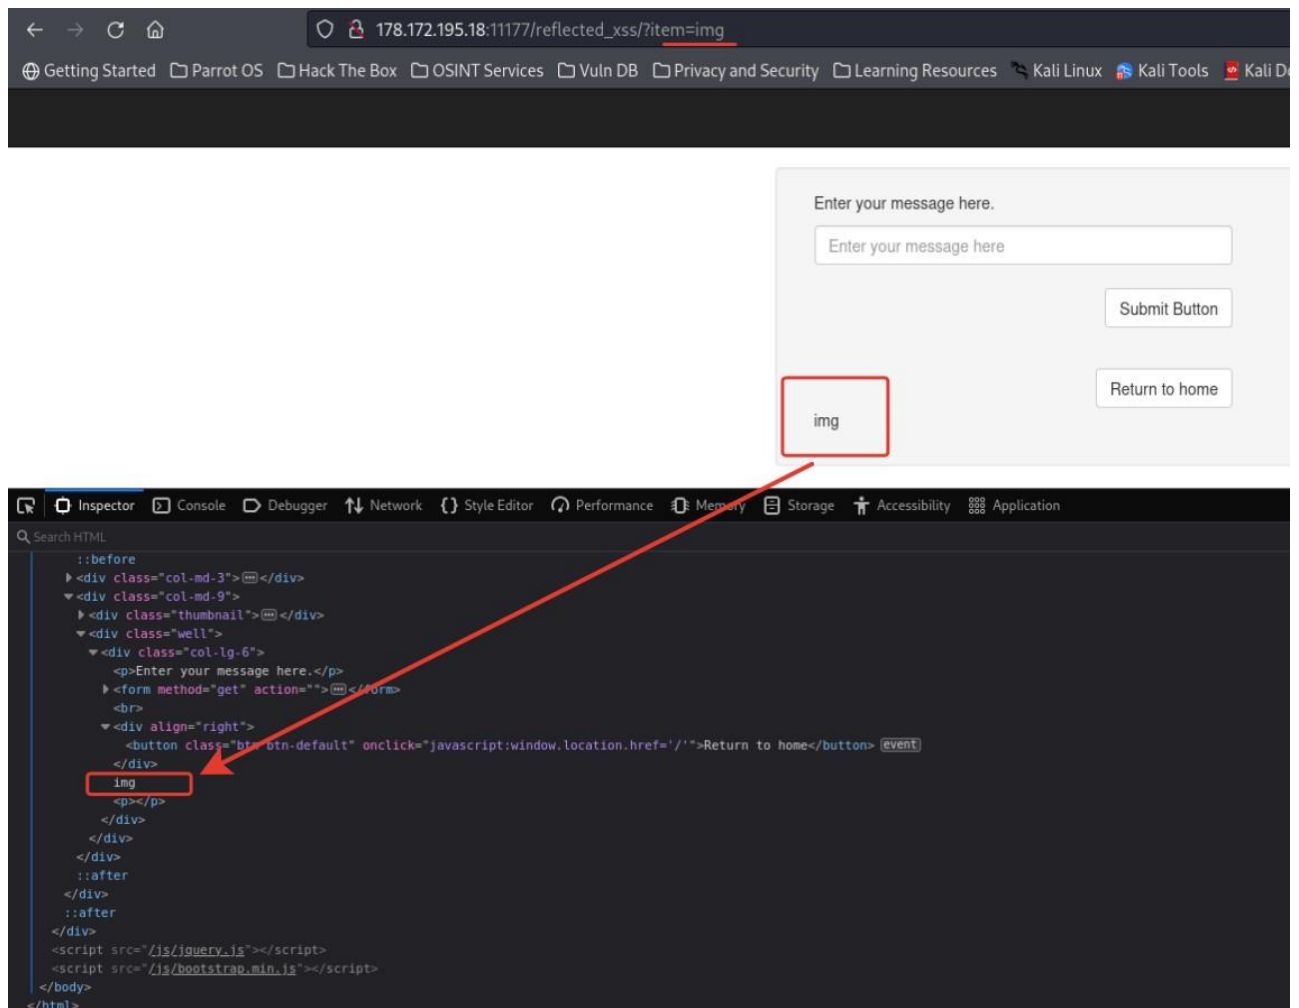 178.172.195.18:11177/reflected_xss/?item=img
Getting Started Parrot OS Hack The Box OSINT Services Vuln DB Privacy and Security Learning Resources Kali Linux Kali Tools Kali D
Enter your message here.
Enter your message here
Submit Button
Return to home
img
Inspector Console Debugger Network {} Style Editor Performance Memory Storage Accessibility Application
Search HTML
::before
<div class="col-md-3"></div>
<div class="col-md-9">
<div class="thumbnail"></div>
<div class="well">
<div class="col-lg-6">
<p>Enter your message here.</p>
<form method="get" action=""></form>
<br>
<div align="right">
<button class="btn btn-default" onclick="javascript:window.location.href='/'">Return to home</button> event
</div>
img
<p></p>
</div>
</div>
</div>
::after
</div>
::after
</div>
<script src="/js/jquery.js"></script>
<script src="/js/bootstrap.min.js"></script>
</body>
</html>